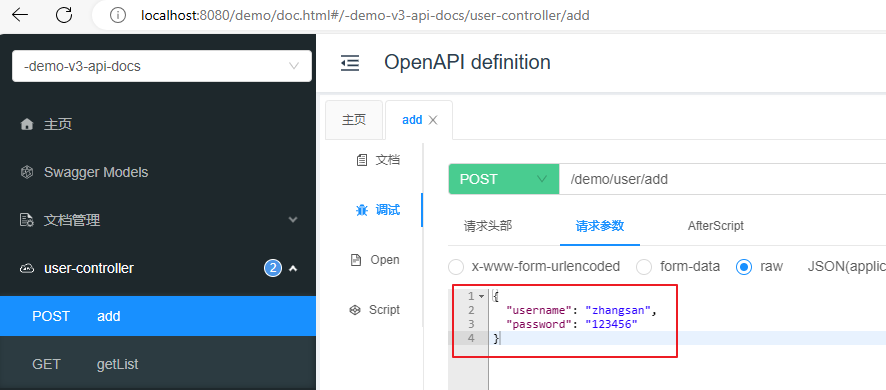 localhost:8080/demo/doc.html#/-demo-v3-api-docs/user-controller/add
-demo-v3-api-docs
OpenAPI definition
主页
Swagger Models
文档管理
user-controller 2
POST add
GET getList
主页 add
文档
调试
Open
Script
POST /demo/user/add
请求头部 请求参数 AfterScript
x-www-form-urlencoded form-data raw JSON(applic
1 {
2 "username": "zhangsan",
3 "password": "123456"
4 }